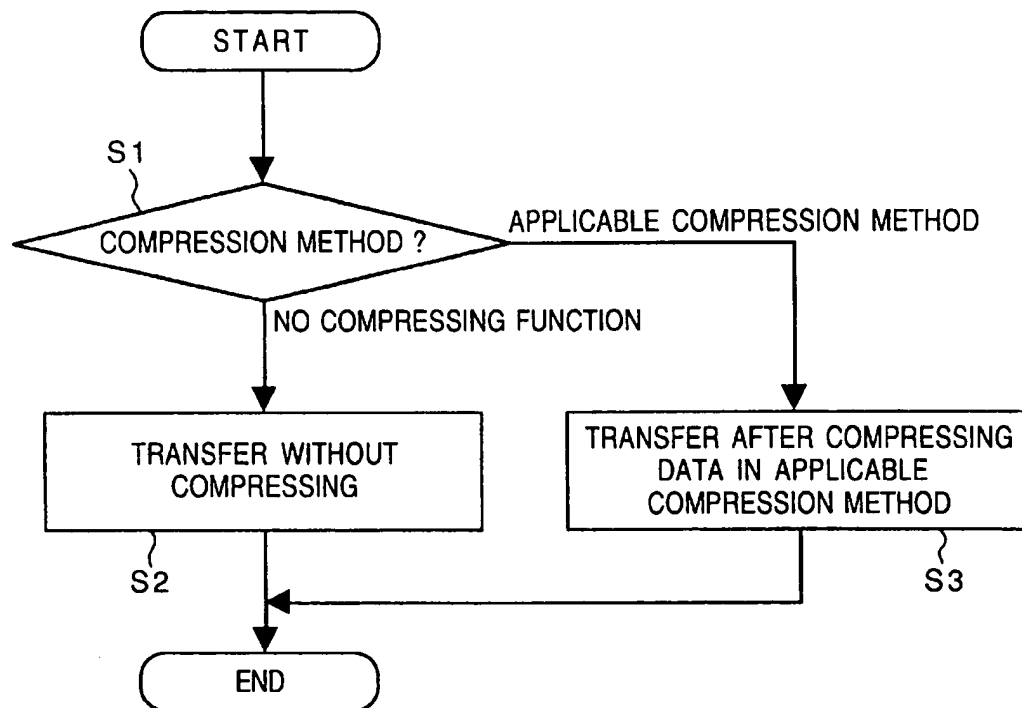 START
S1
COMPRESSION METHOD ?
APPLICABLE COMPRESSION METHOD
NO COMPRESSING FUNCTION
TRANSFER WITHOUT
COMPRESSING
TRANSFER AFTER COMPRESSING
DATA IN APPLICABLE
COMPRESSION METHOD
S2
S3
END